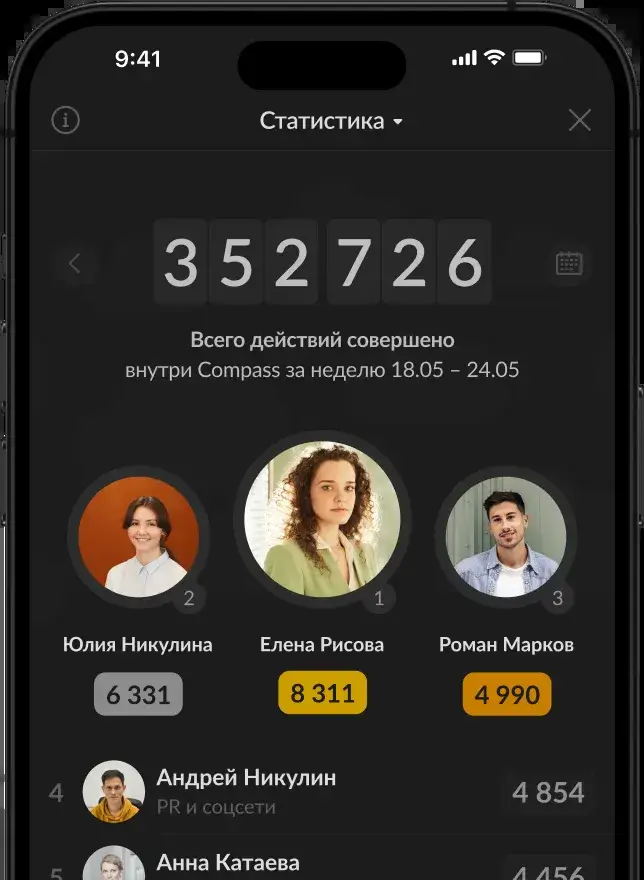 9:41
Статистика
352 726
Всего действий совершено
внутри Compass за неделю 18.05 – 24.05
2
1
3
Юлия Никулина
Елена Рисова
Роман Марков
6 331
8 311
4 990
4
Андрей Никулин
4 854
PR и соцсети
5
Анна Катаева
4 456